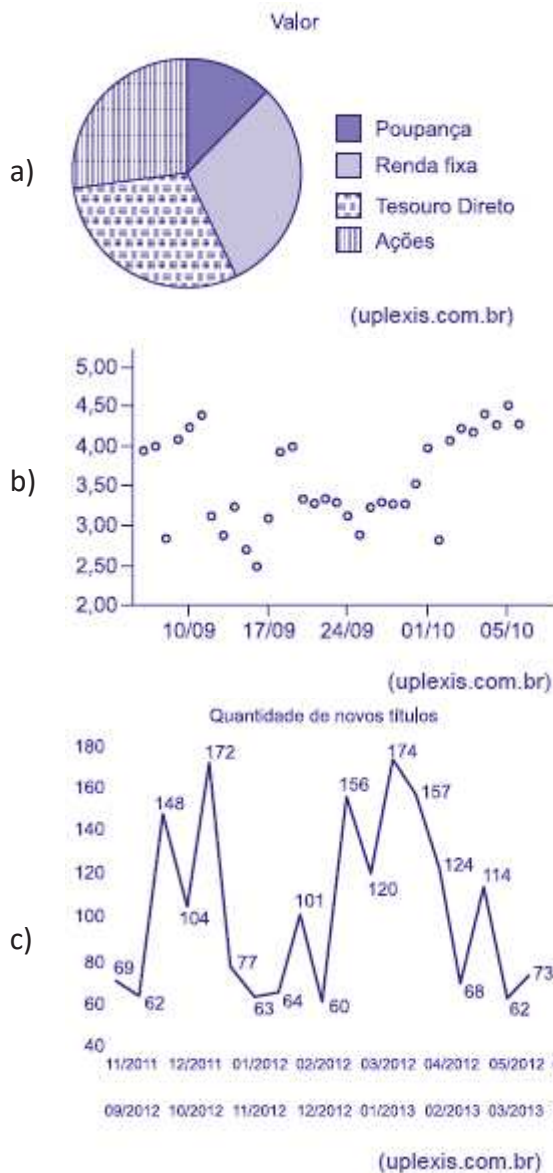 Valor
a)
Poupança
Renda fixa
Tesouro Direto
Ações
(uplexis.com.br)
b)
5,00
4,50
4,00
3,50
3,00
2,50
2,00
10/09 17/09 24/09 01/10 05/10
(uplexis.com.br)
Quantidade de novos títulos
c)
180
160
140
120
100
80
60
40
69
62
148
104
172
77
63
64
101
60
156
120
174
157
124
68
114
62
73
11/2011 12/2011 01/2012 02/2012 03/2012 04/2012 05/2012
09/2012 10/2012 11/2012 12/2012 01/2013 02/2013 03/2013
(uplexis.com.br)